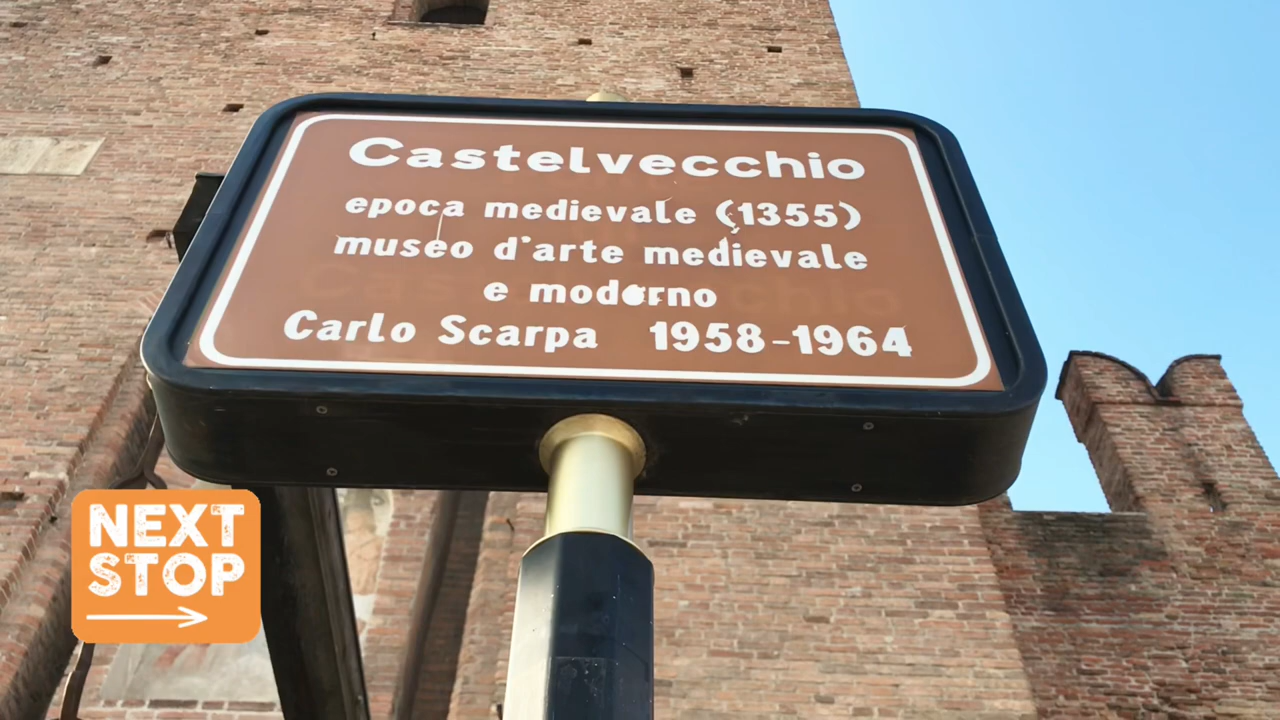 Castelvecchio
epoca medievale (1355)
museo d'arte medievale
e moderno
Carlo Scarpa 1958-1964
NEXT
STOP